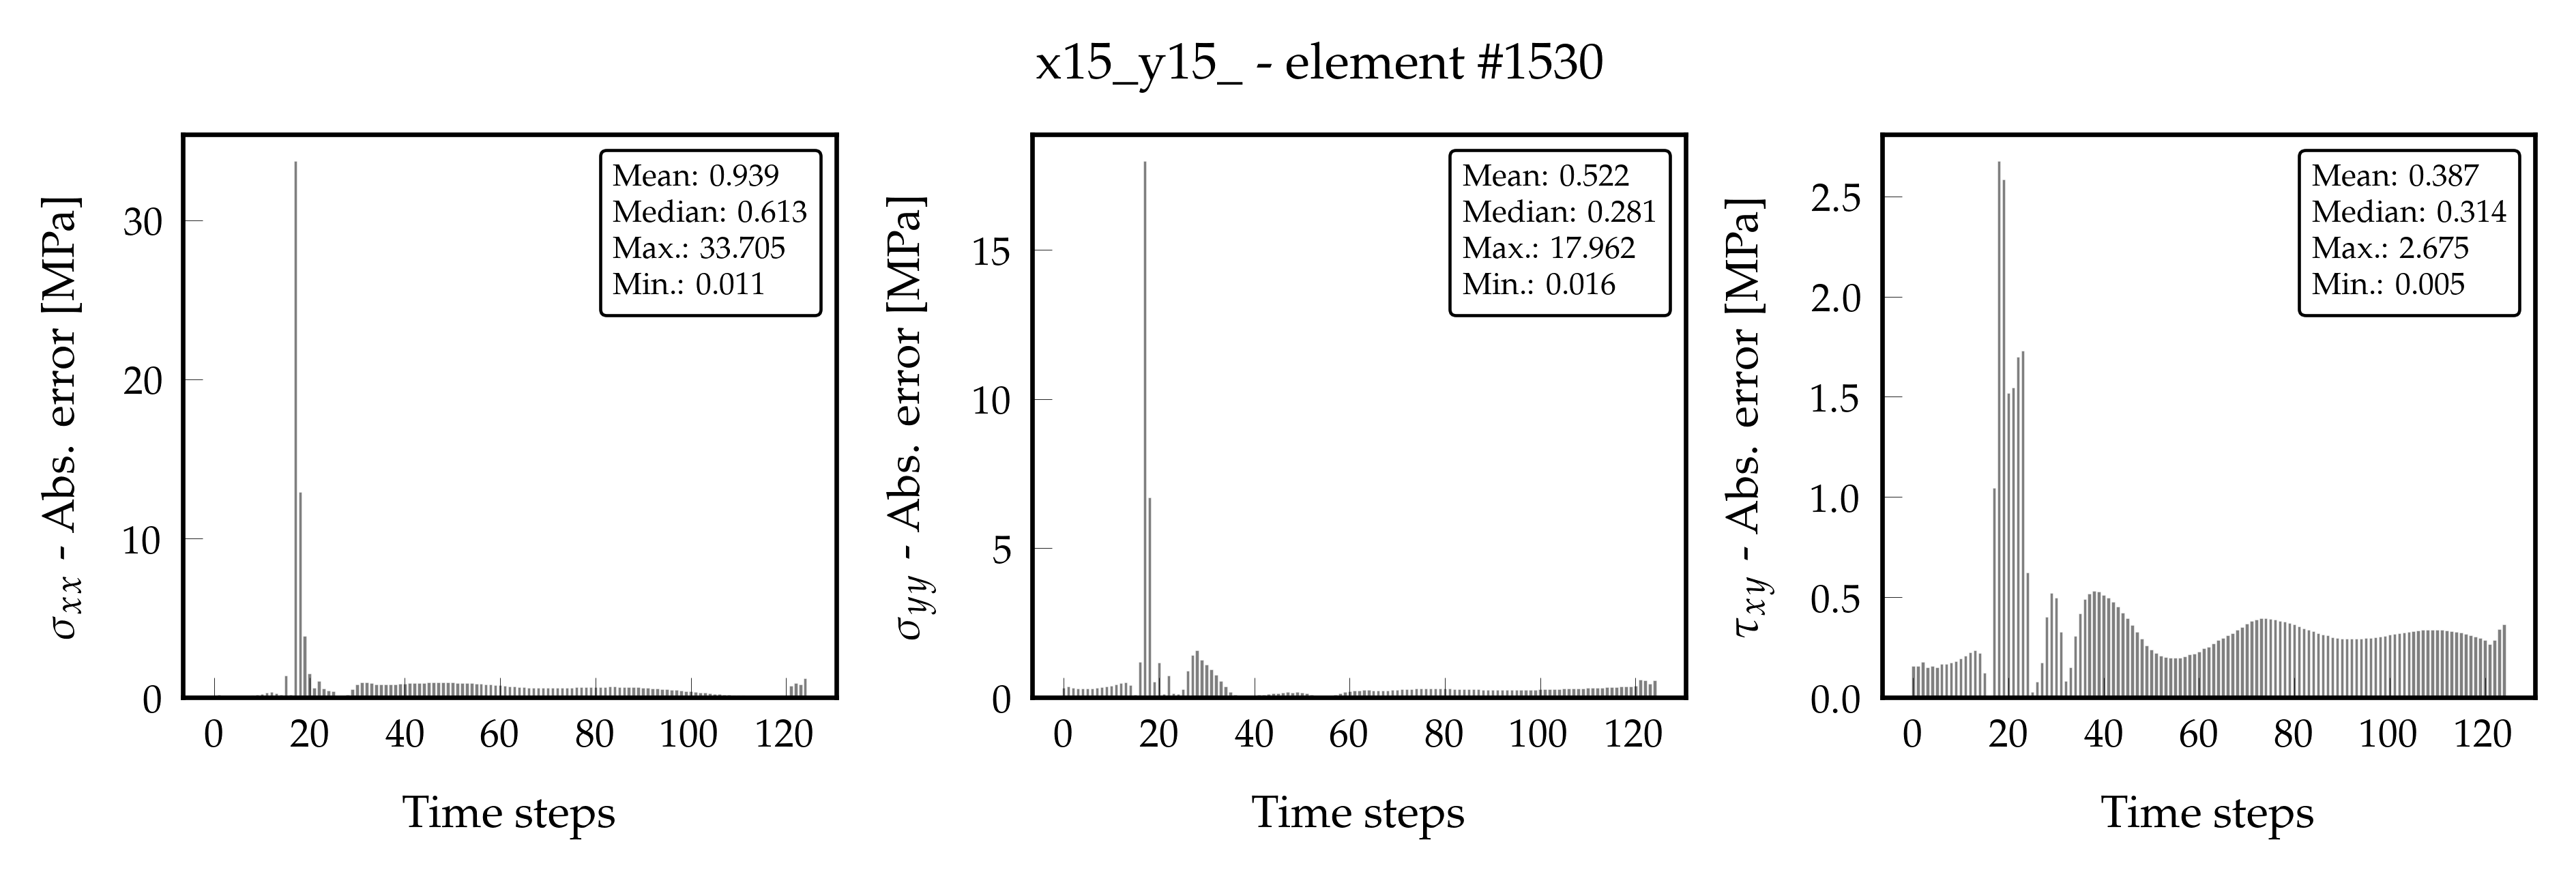 x15_y15_ - element #1530
σxx - Abs. error [MPa]
30
20
10
0
Mean: 0.939
Median: 0.613
Max.: 33.705
Min.: 0.011
0 20 40 60 80 100 120
Time steps
σyy - Abs. error [MPa]
15
10
5
0
Mean: 0.522
Median: 0.281
Max.: 17.962
Min.: 0.016
0 20 40 60 80 100 120
Time steps
τxy - Abs. error [MPa]
2.5
2.0
1.5
1.0
0.5
0.0
Mean: 0.387
Median: 0.314
Max.: 2.675
Min.: 0.005
0 20 40 60 80 100 120
Time steps